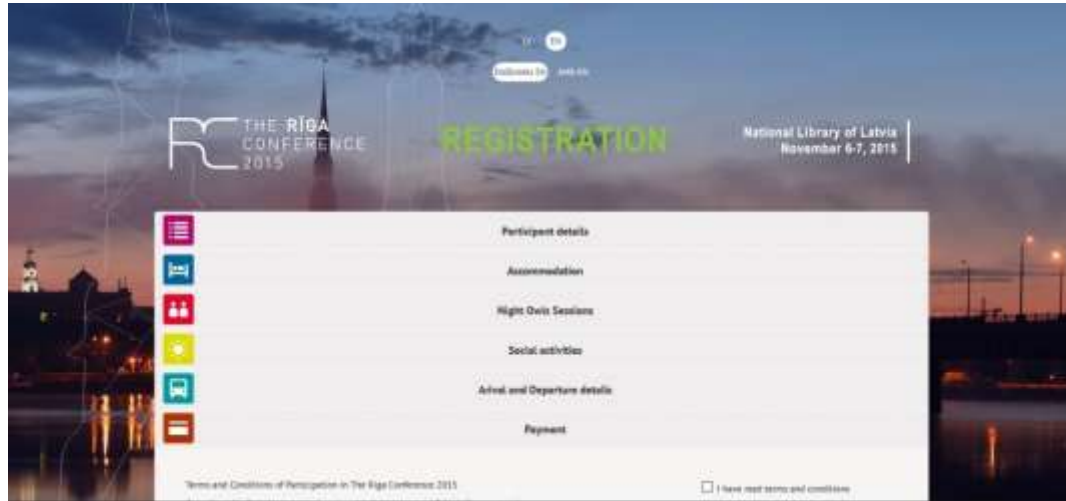 LV EN
THE RĪGA
CONFERENCE
2015
REGISTRATION
National Library of Latvia
November 6-7, 2015
Participant details
Accommodation
Night Owls Sessions
Social activities
Arival and Departure details
Payment
Terms and Conditions of Participation in The Riga Conference 2015
I have read terms and conditions